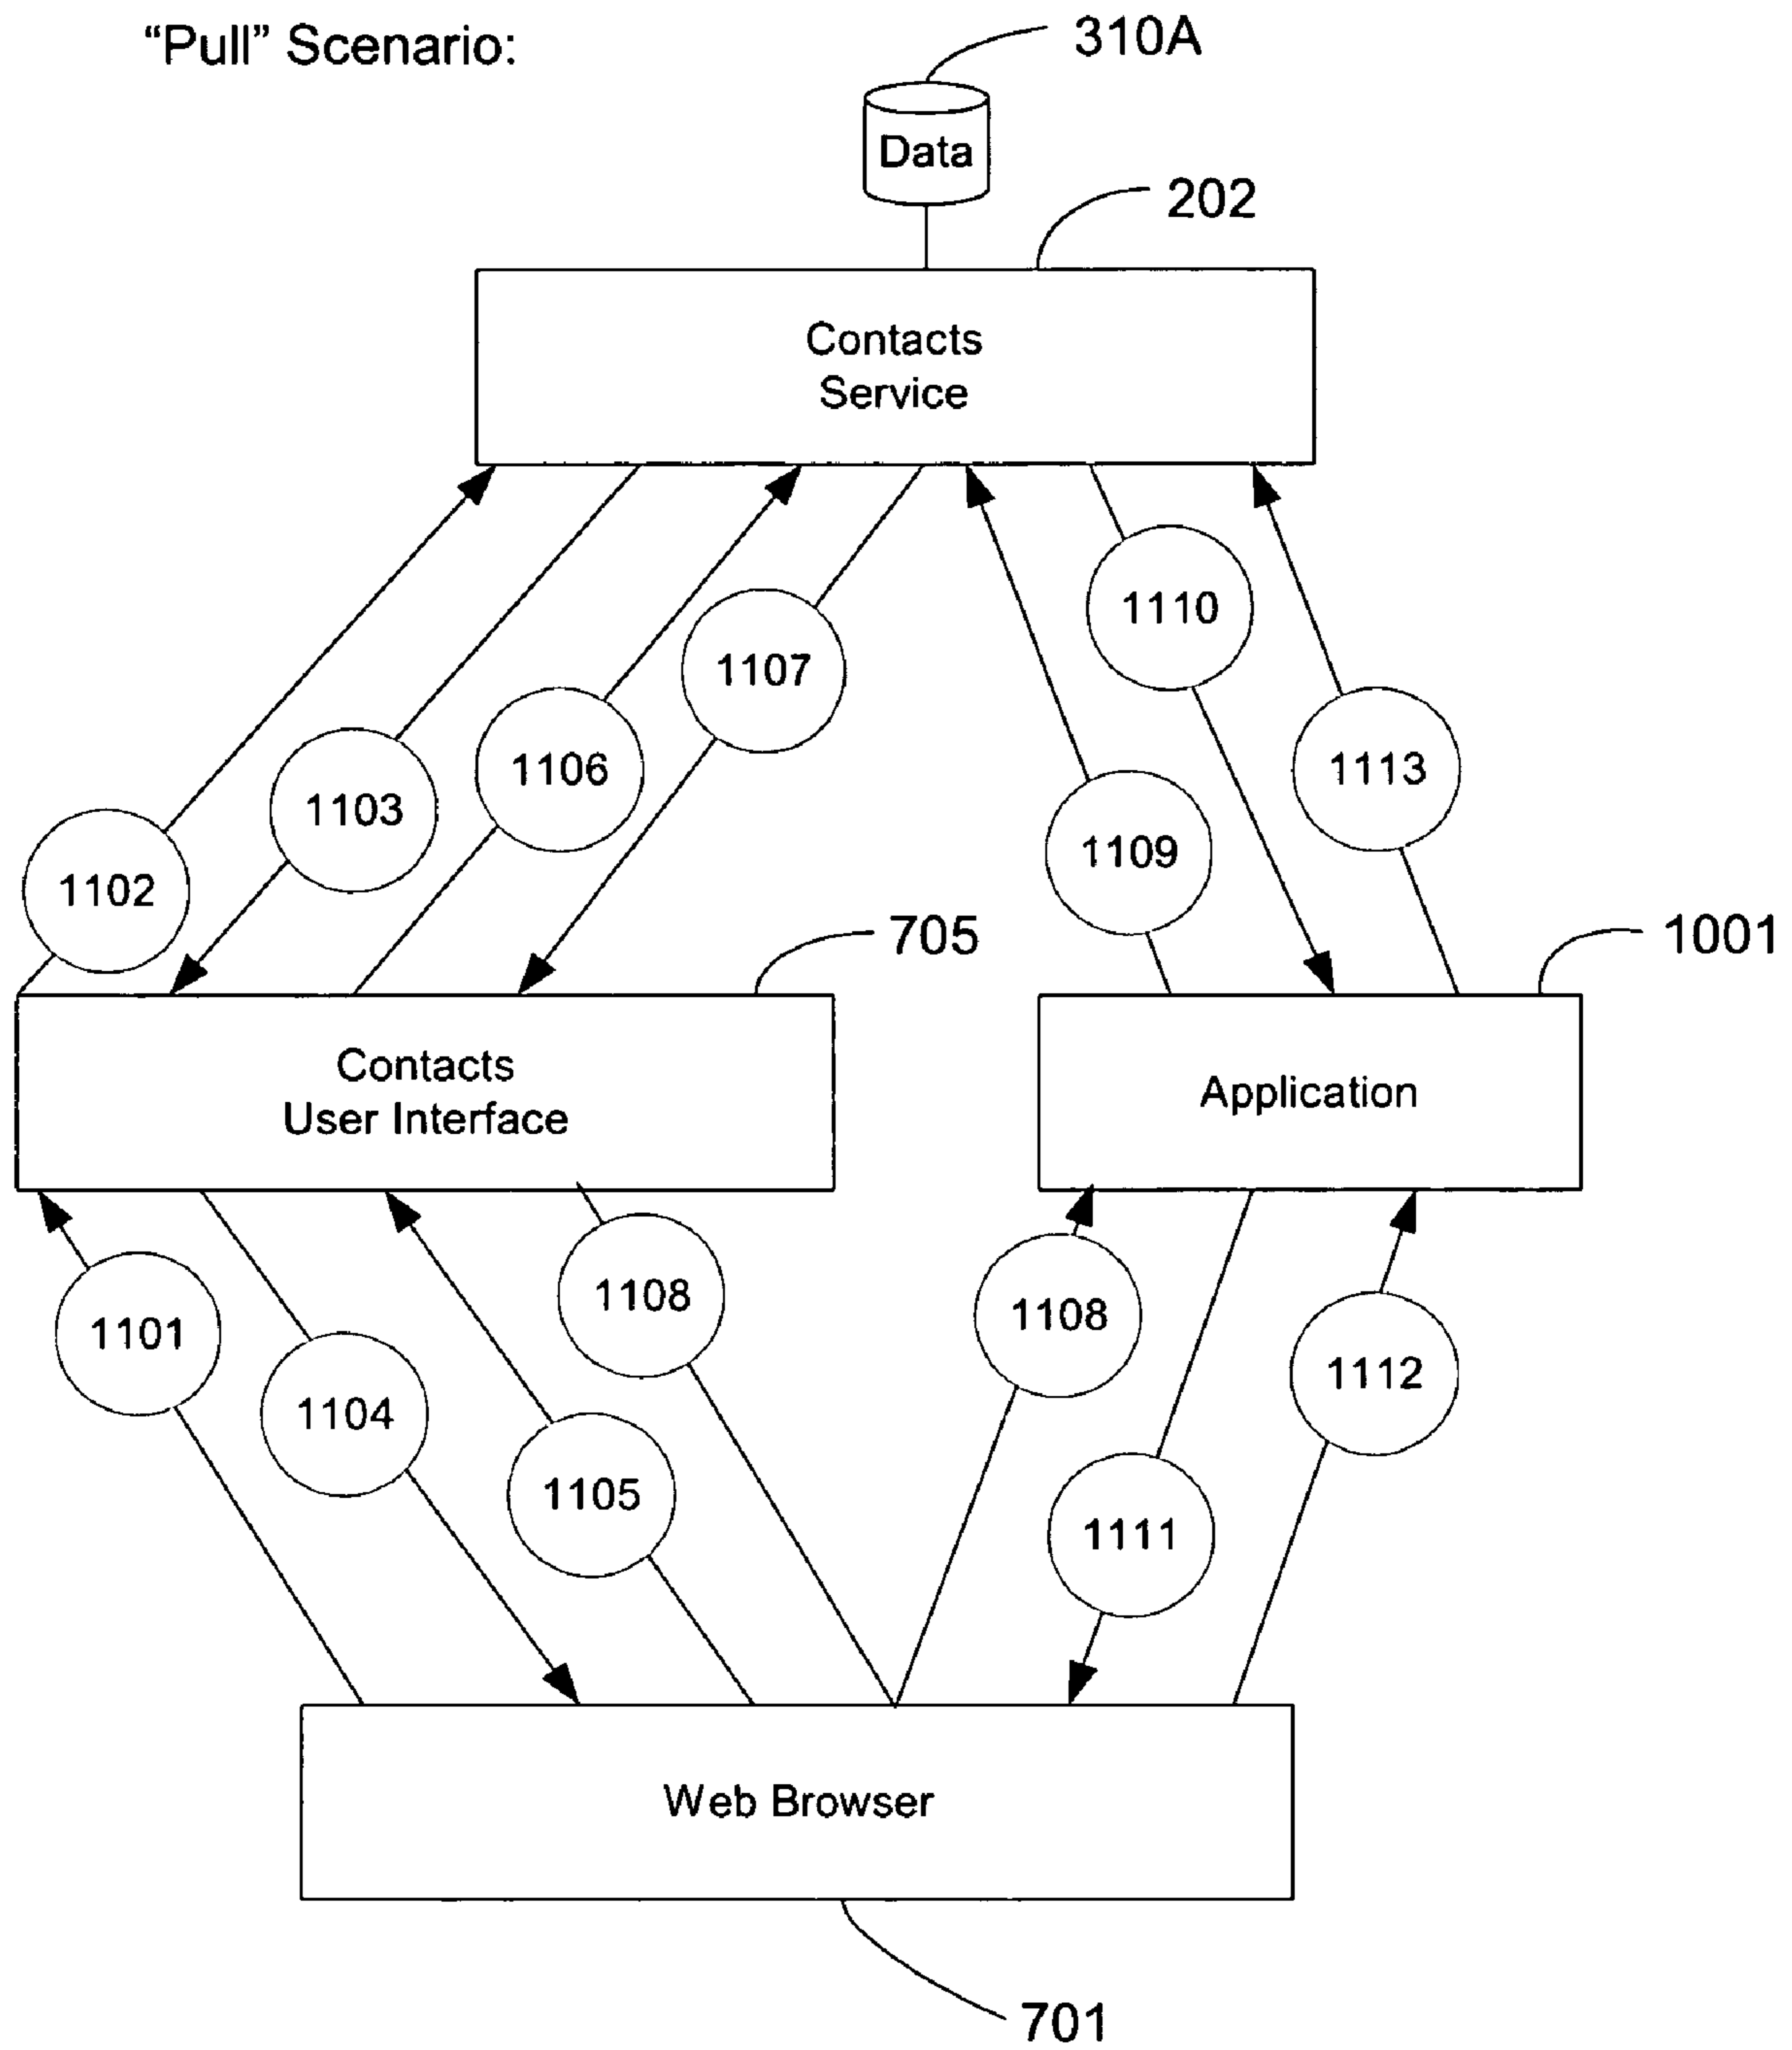 “Pull” Scenario:
310A
Data
202
Contacts
Service
1110
1107
1106
1113
1103
1109
1102
705
1001
Contacts
User Interface
Application
1108
1108
1101
1112
1104
1105
1111
Web Browser
701